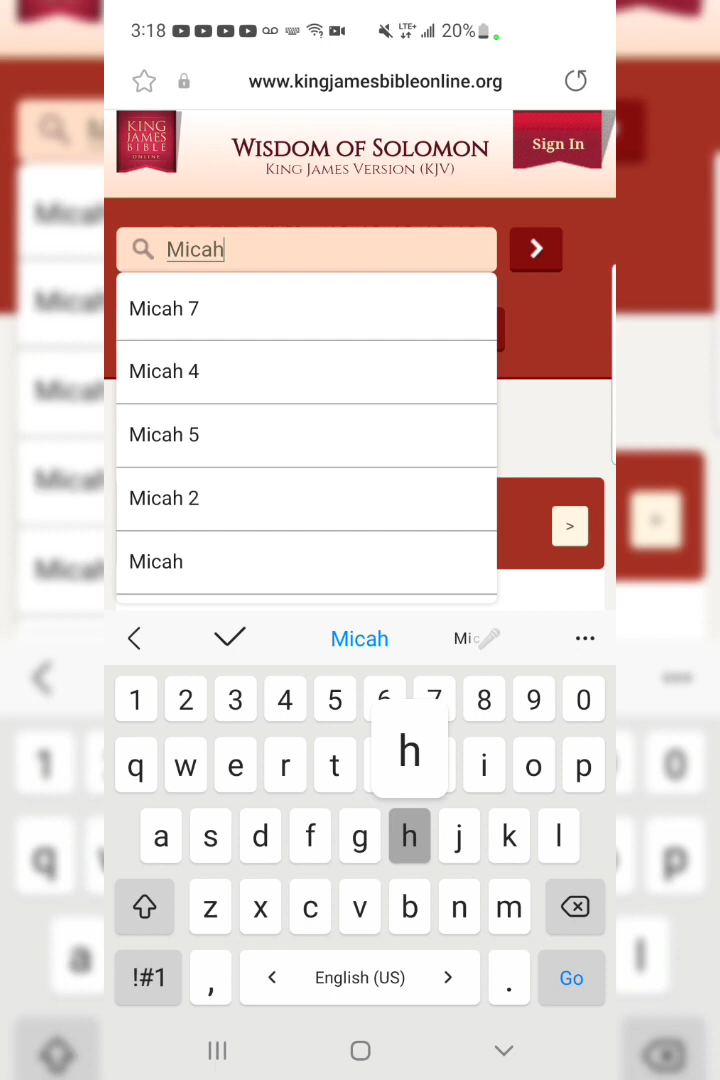 3:18 LTE+ 20%
www.kingjamesbibleonline.org
KING
JAMES
BIBLE
ONLINE
WISDOM OF SOLOMON
KING JAMES VERSION (KJV)
Sign In
Micah
>
Micah 7
Micah 4
Micah 5
Micah 2
Micah
>
Micah Mic ...
1 2 3 4 5 6 7 8 9 0
q w e r t i o p
h
a s d f g h j k l
z x c v b n m
!#1 , < English (US) > . Go